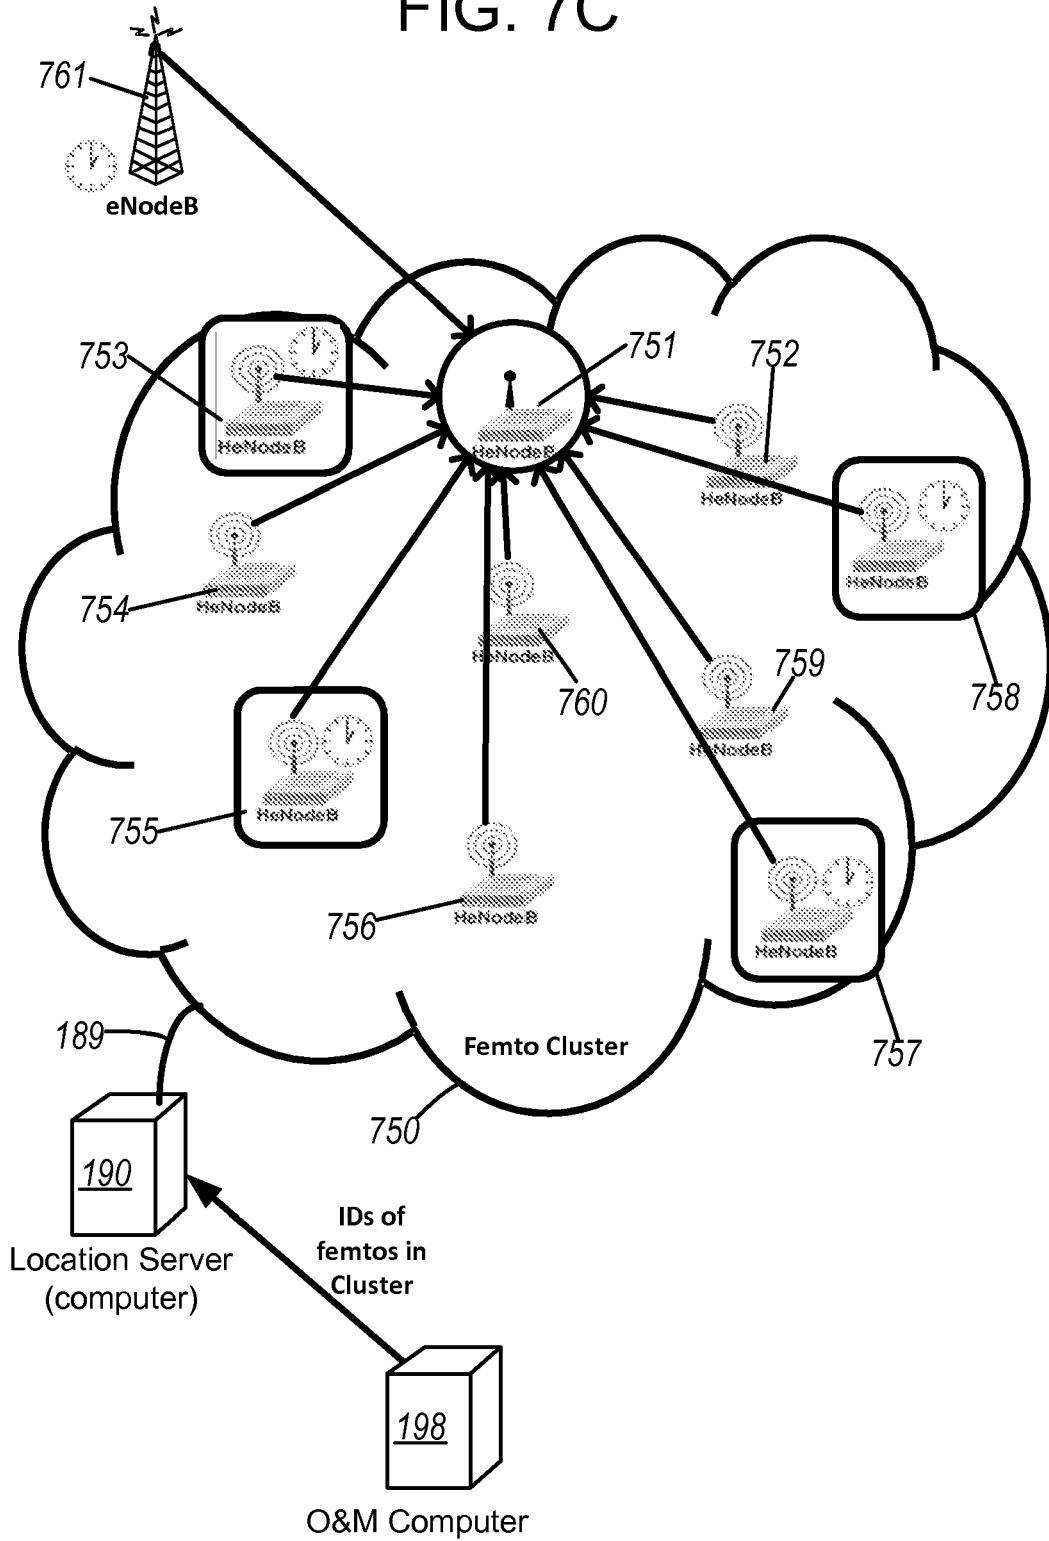 FIG. 7C
761
eNodeB
753
HeNodeB
751
HeNodeB
752
HeNodeB
HeNodeB
758
754
HeNodeB
760
HeNodeB
759
HeNodeB
755
HeNodeB
756
HeNodeB
HeNodeB
757
189
Femto Cluster
750
190
Location Server
(computer)
IDs of
femtos in
Cluster
198
O&M Computer